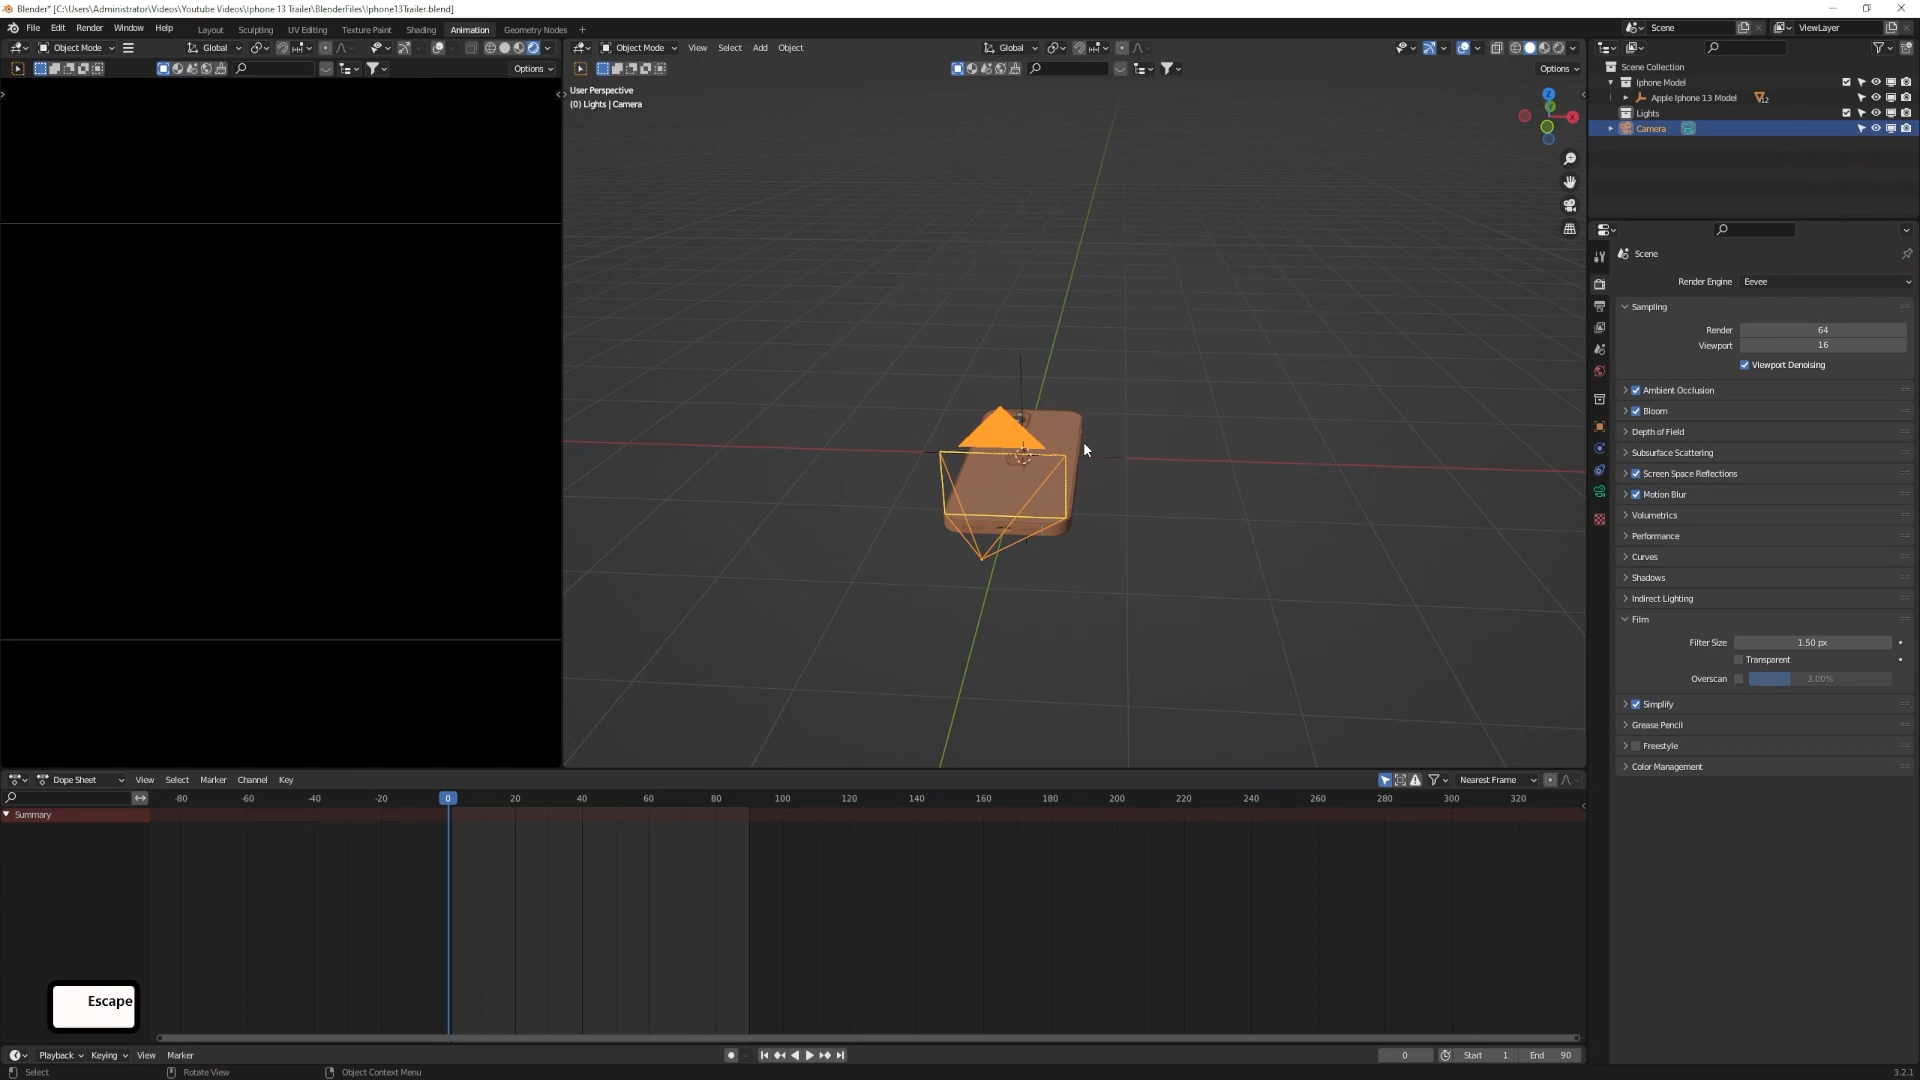 Blender* [C:\Users\Administrator\Videos\Youtube Videos\Iphone 13 Trailer\BlenderFiles\Iphone13Trailer.blend]
File Edit Render Window Help Layout Sculpting UV Editing Texture Paint Shading Animation Geometry Nodes + Scene ViewLayer
Object Mode Global Object Mode View Select Add Object Global
Options Options
User Perspective
(0) Lights | Camera
Z
Y
X
Scene Collection
Iphone Model
Apple Iphone 13 Model 12
Lights
Camera
Scene
Render Engine Eevee
Sampling
Render 64
Viewport 16
Viewport Denoising
Ambient Occlusion
Bloom
Depth of Field
Subsurface Scattering
Screen Space Reflections
Motion Blur
Volumetrics
Performance
Curves
Shadows
Indirect Lighting
Film
Filter Size 1.50 px
Transparent
Overscan 3.00%
Simplify
Grease Pencil
Freestyle
Color Management
Dope Sheet View Select Marker Channel Key Nearest Frame
-80 -60 -40 -20 0 20 40 60 80 100 120 140 160 180 200 220 240 260 280 300 320
Summary
Escape
Playback Keying View Marker 0 Start 1 End 90
Select Rotate View Object Context Menu 3.2.1